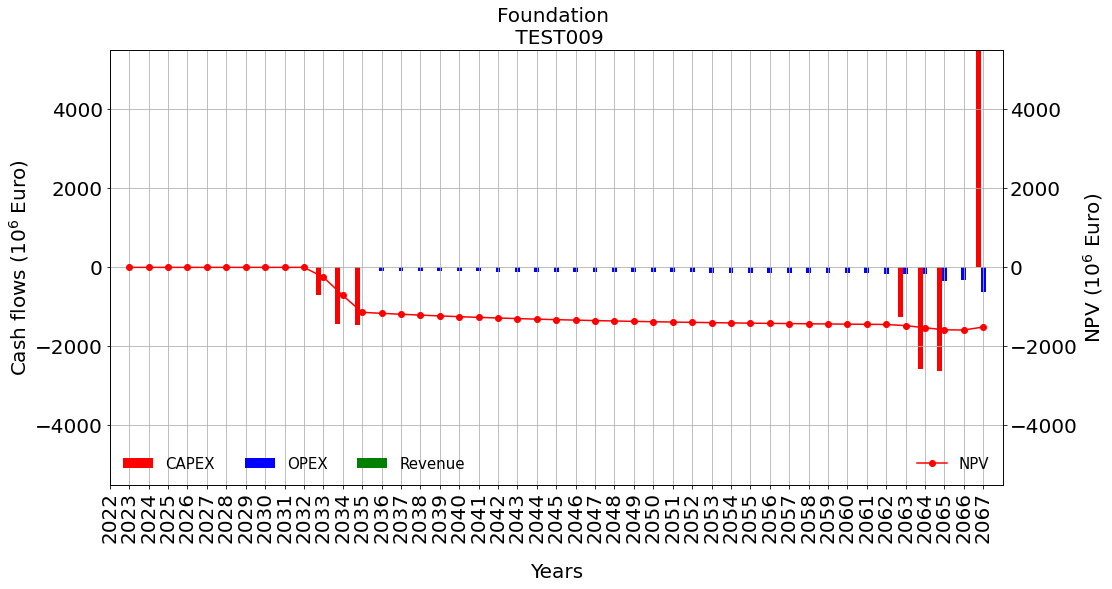 Foundation
TEST009
Cash flows (10⁶ Euro)
4000
2000
0
−2000
−4000
4000
2000
0
−2000
−4000
NPV (10⁶ Euro)
CAPEX OPEX Revenue NPV
2022 2023 2024 2025 2026 2027 2028 2029 2030 2031 2032 2033 2034 2035 2036 2037 2038 2039 2040 2041 2042 2043 2044 2045 2046 2047 2048 2049 2050 2051 2052 2053 2054 2055 2056 2057 2058 2059 2060 2061 2062 2063 2064 2065 2066 2067
Years